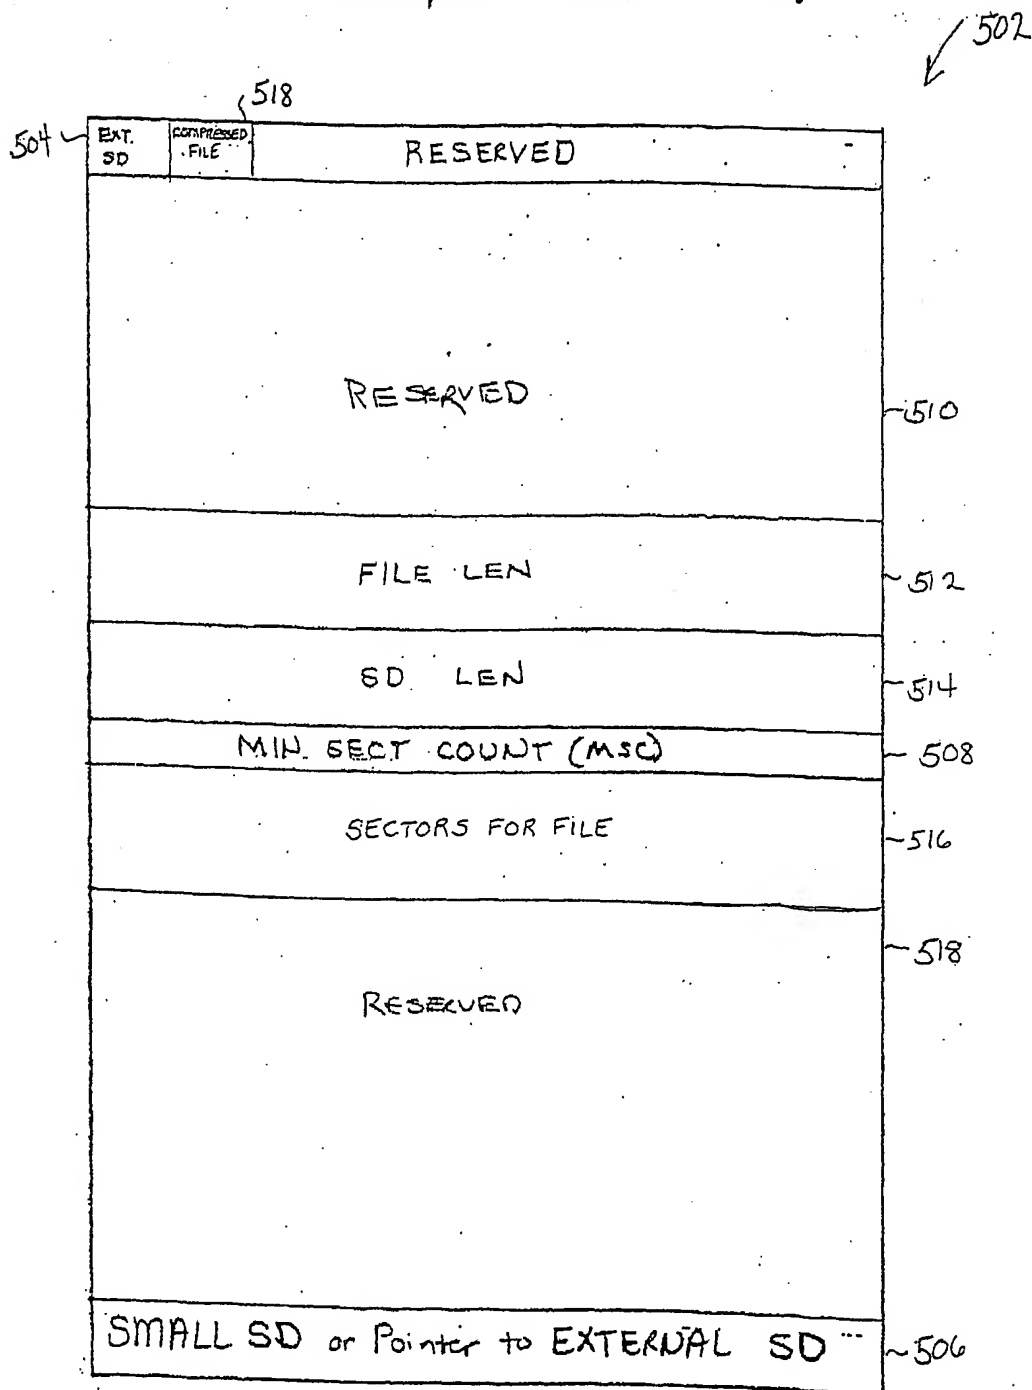 502
518
504 EXT. SD COMPRESSED FILE RESERVED
RESERVED
510
FILE LEN
512
SD LEN
514
MIN. SECT COUNT (MSC)
508
SECTORS FOR FILE
516
518
RESERVED
SMALL SD or Pointer to EXTERNAL SD
506